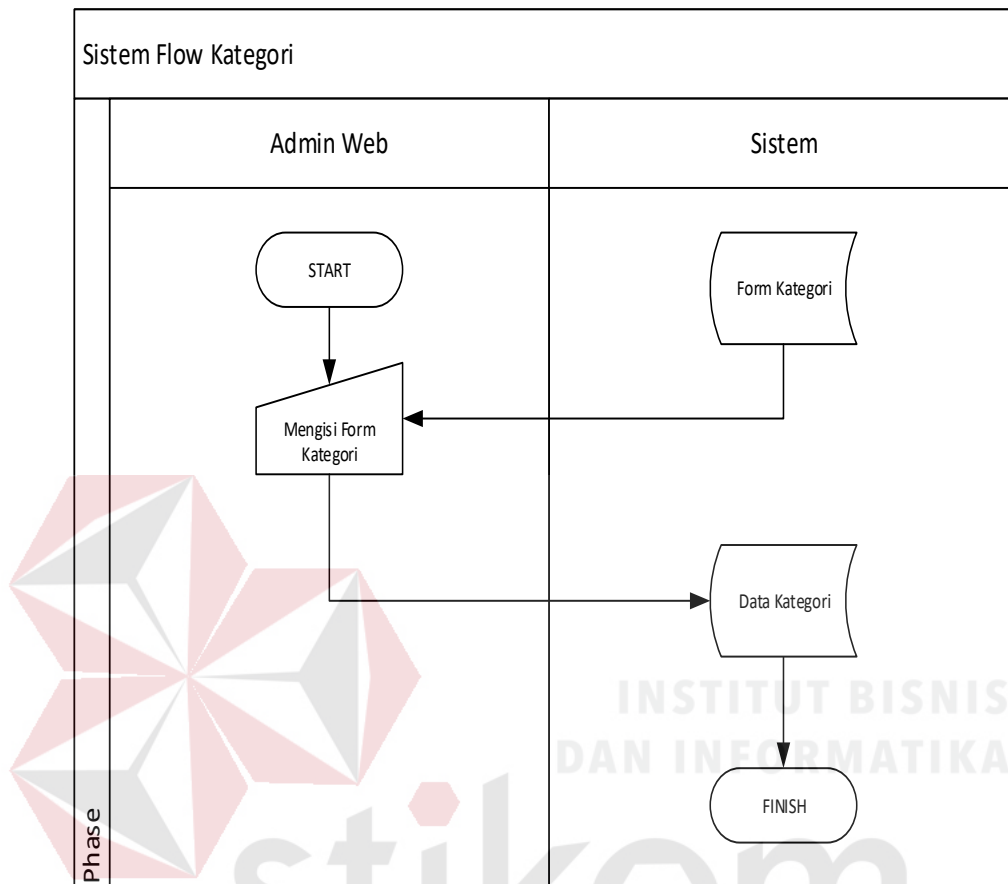 Sistem Flow Kategori
Admin Web
Sistem
START
Form Kategori
Mengisi Form
Kategori
Data Kategori
INSTITUT BISNIS
DAN INFORMATIKA
FINISH
Phase
stikom